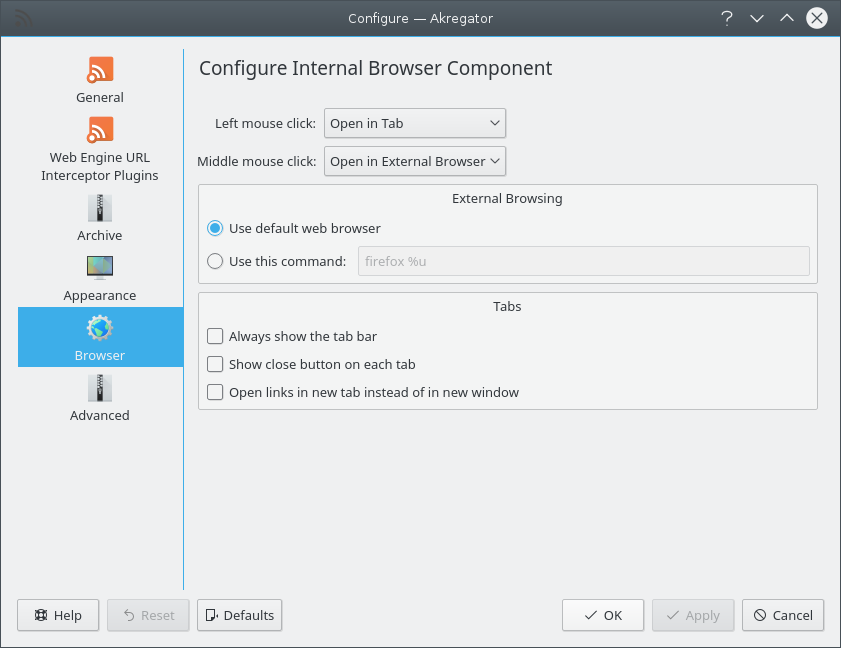 Configure — Akregator
General
Web Engine URL
Interceptor Plugins
Archive
Appearance
Browser
Advanced
Configure Internal Browser Component
Left mouse click: Open in Tab
Middle mouse click: Open in External Browser
External Browsing
Use default web browser
Use this command: firefox %u
Tabs
Always show the tab bar
Show close button on each tab
Open links in new tab instead of in new window
Help Reset Defaults OK Apply Cancel